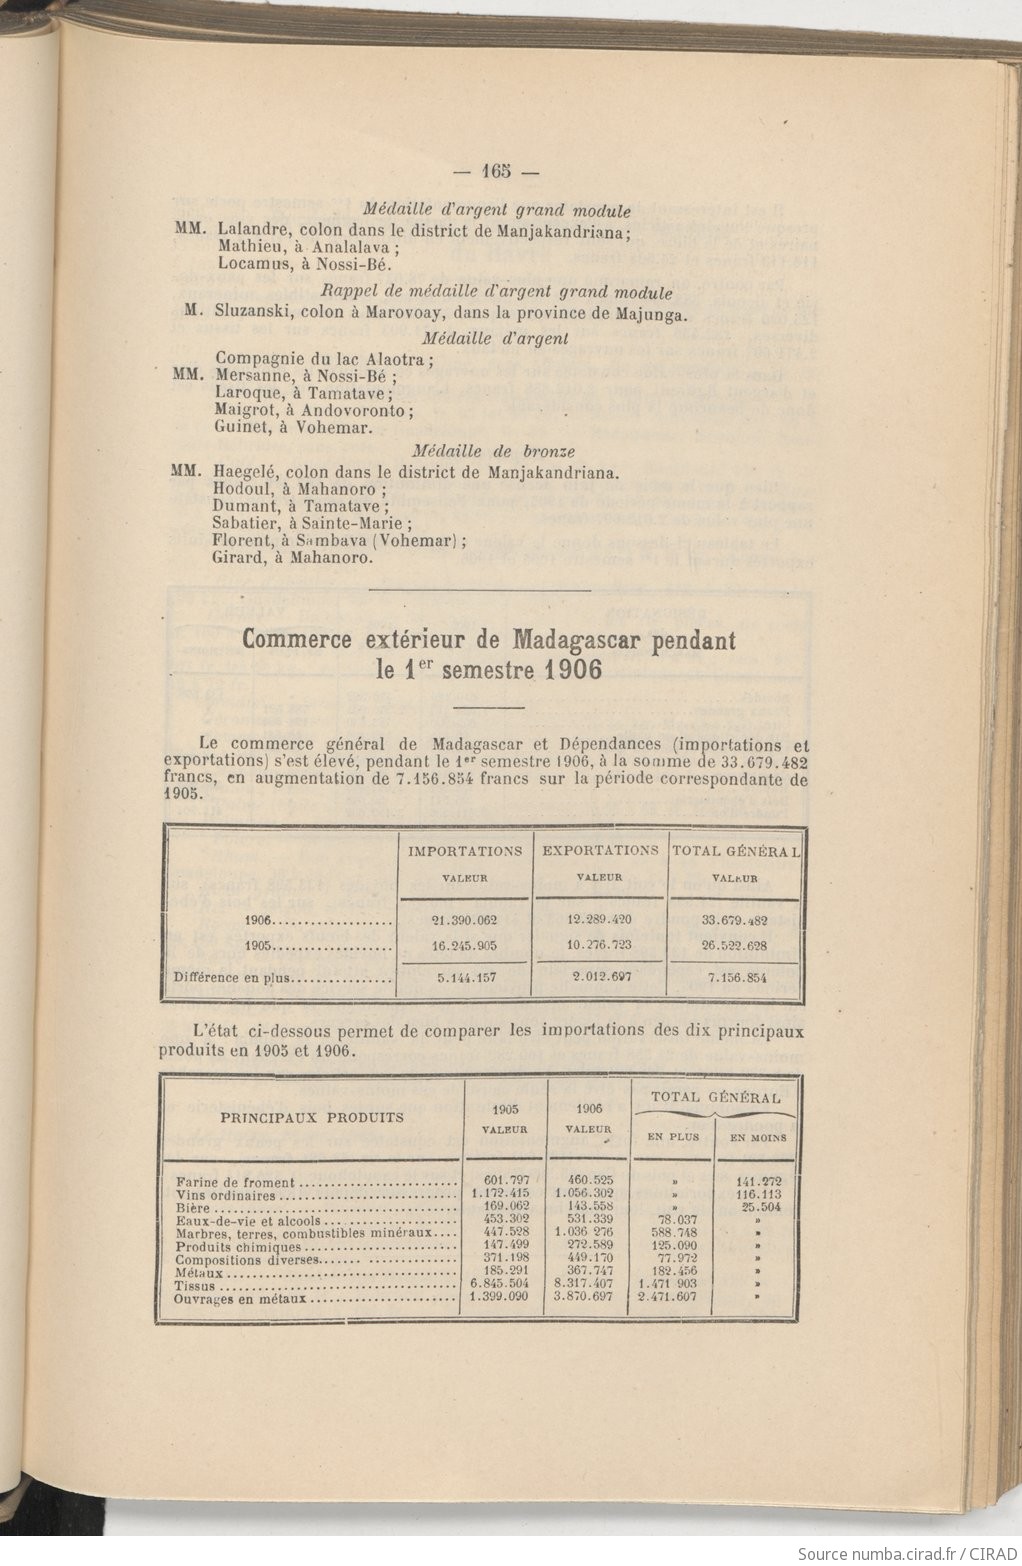 — 165 —
Médaille d'argent grand module
MM. Lalandre, colon dans le district de Manjakandriana;
Mathieu, à Analalava ;
Locamus, à Nossi-Bé.
Rappel de médaille d'argent grand module
M. Sluzanski, colon à Marovoay, dans la province de Majunga.
Médaille d'argent
Compagnie du lac Alaotra ;
MM. Mersanne, à Nossi-Bé ;
Laroque, à Tamatave ;
Maigrot, à Andovoronto ;
Guinet, à Vohemar.
Médaille de bronze
MM. Haegelé, colon dans le district de Manjakandriana.
Hodoul, à Mahanoro ;
Dumant, à Tamatave ;
Sabatier, à Sainte-Marie ;
Florent, à Sambava (Vohemar) ;
Girard, à Mahanoro.
Commerce extérieur de Madagascar pendant
le 1er semestre 1906
Le commerce général de Madagascar et Dépendances (importations et
exportations) s'est élevé, pendant le 1er semestre 1906, à la somme de 33.679.482
francs, en augmentation de 7.156.854 francs sur la période correspondante de
1905.
IMPORTATIONS EXPORTATIONS TOTAL GÉNÉRAL
VALEUR VALEUR VALEUR
1906.................. 21.390.062 12.289.420 33.679.482
1905.................. 16.245.905 10.276.723 26.522.628
Différence en plus................ 5.144.157 2.012.697 7.156.854
L'état ci-dessous permet de comparer les importations des dix principaux
produits en 1905 et 1906.
PRINCIPAUX PRODUITS 1905 VALEUR 1906 VALEUR TOTAL GÉNÉRAL
EN PLUS EN MOINS
Farine de froment ........................ 601.797 460.525 » 141.272
Vins ordinaires ........................... 1.172.415 1.056.302 » 116.113
Bière ..................................... 169.062 143.558 » 25.504
Eaux-de-vie et alcools .................... 453.302 531.339 78.037 »
Marbres, terres, combustibles minéraux.... 447.528 1.036 276 588.748 »
Produits chimiques ....................... 147.499 272.589 125.090 »
Compositions diverses....... .............. 371.198 449.170 77.972 »
Métaux ................................... 185.291 367.747 182.456 »
Tissus .................................... 6.845.504 8.317.407 1.471 903 »
Ouvrages en métaux ....................... 1.399.090 3.870.697 2.471.607 »
Source numba.cirad.fr / CIRAD